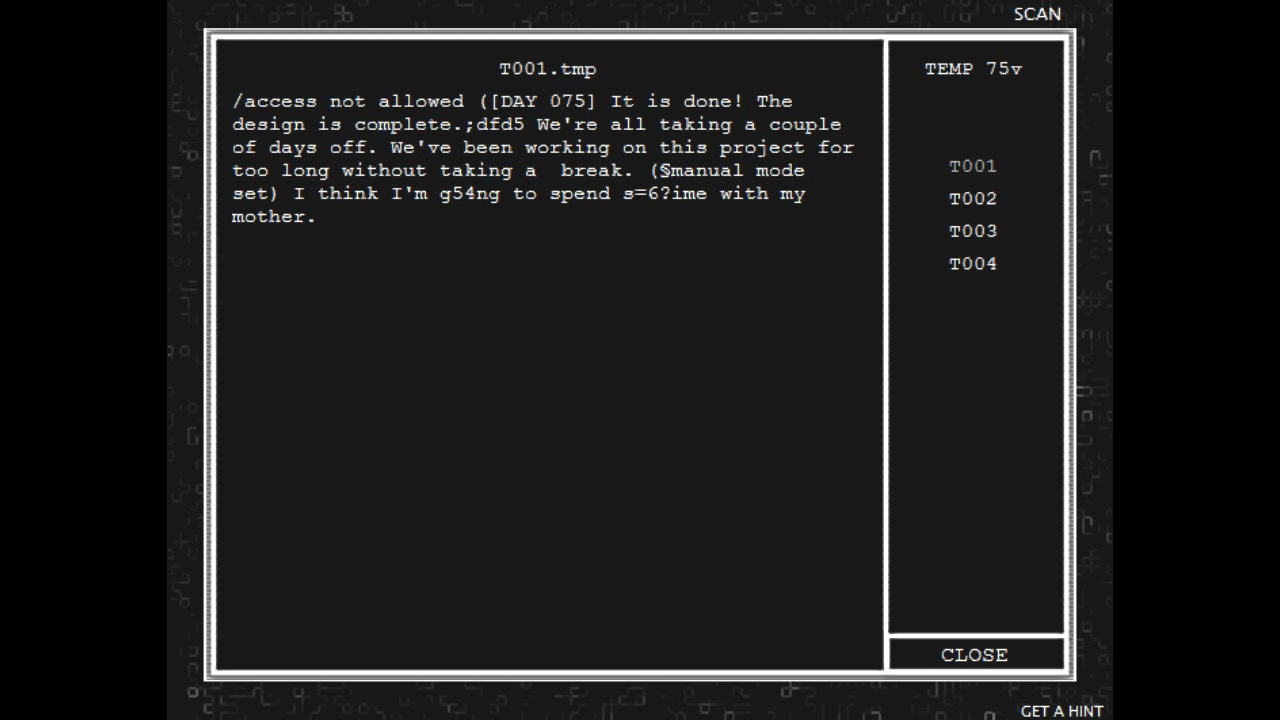 SCAN
T001.tmp
TEMP 75v
/access not allowed ([DAY 075] It is done! The
design is complete.;dfd5 We're all taking a couple
of days off. We've been working on this project for
too long without taking a  break. (§manual mode
set) I think I'm g54ng to spend s=6?ime with my
mother.
T001
T002
T003
T004
CLOSE
GET A HINT